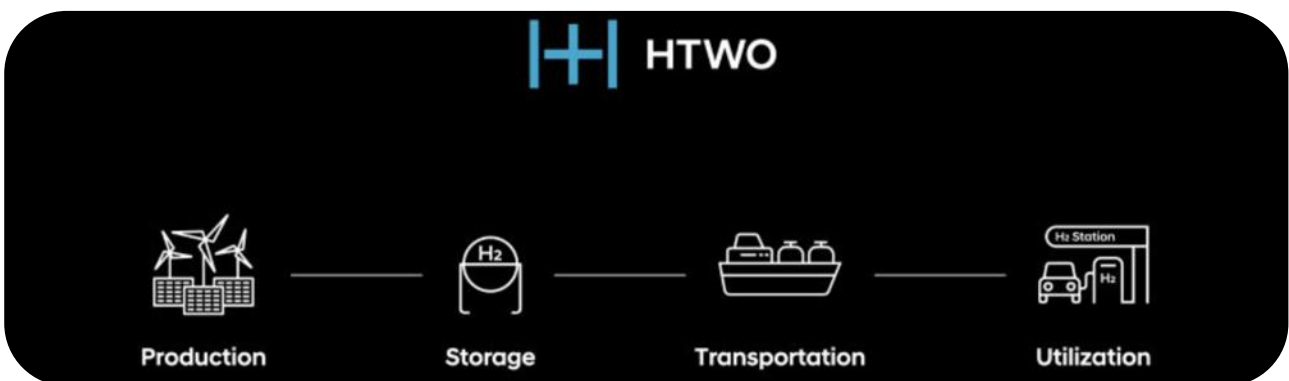 HTWO
H2
H2 Station
H2
Production
Storage
Transportation
Utilization